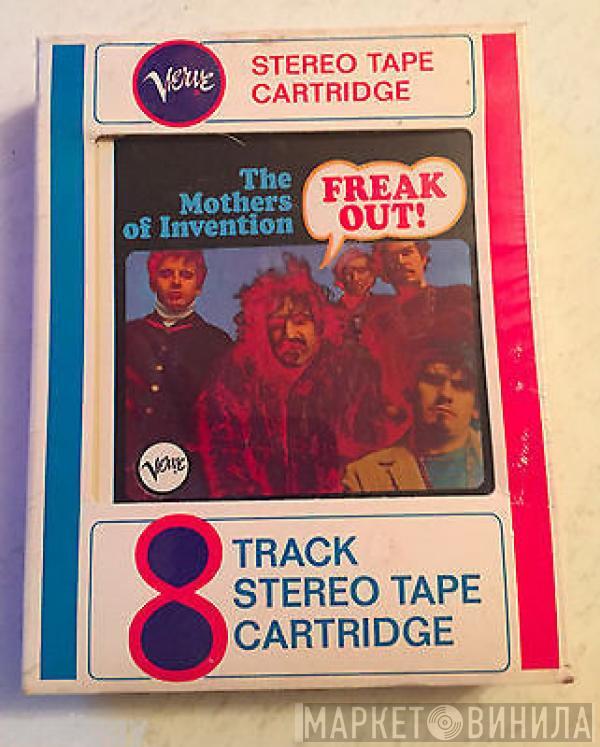 Verve
STEREO TAPE
CARTRIDGE
The
Mothers
of Invention
FREAK
OUT!
Verve
8
TRACK
STEREO TAPE
CARTRIDGE
МАРКЕТ ВИНИЛА